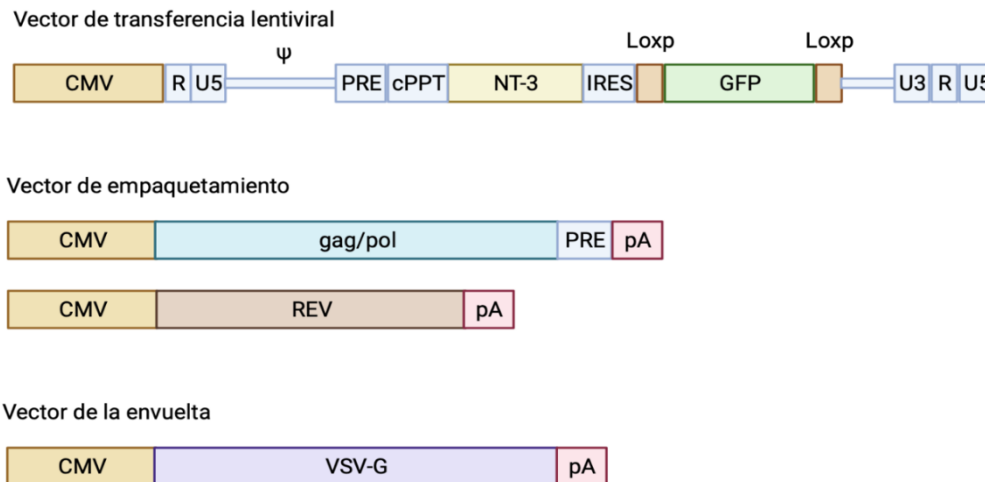 Vector de transferencia lentiviral
Loxp Loxp
ψ
CMV R U5 PRE cPPT NT-3 IRES GFP U3 R U5
Vector de empaquetamiento
CMV gag/pol PRE pA
CMV REV pA
Vector de la envuelta
CMV VSV-G pA